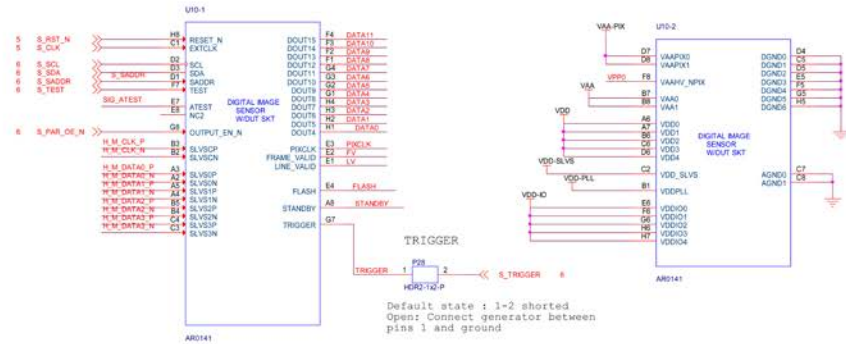 U10-1
5 S_RST_N H6 RESET_N
5 S_CLK C1 EXTCLK
6 S_SCL D2 SCL
6 S_SDA D3 SDA
6 S_SADDR S_SADDR D1 SADDR
6 S_TEST F7 TEST
SIG_ATEST E7 ATEST
E8 NC2
6 S_PAR_OE_N G8 OUTPUT_EN_N
H_M_CLK_P B3 SLVSCP
H_M_CLK_N B2 SLVSCN
H_M_DATA0_P A3 SLVS0P
H_M_DATA0_N A2 SLVS0N
H_M_DATA1_P A5 SLVS1P
H_M_DATA1_N A4 SLVS1N
H_M_DATA2_P B5 SLVS2P
H_M_DATA2_N B4 SLVS2N
H_M_DATA3_P C4 SLVS3P
H_M_DATA3_N C3 SLVS3N
DIGITAL IMAGE
SENSOR
W/DUT SKT
DOUT15 F4 DATA11
DOUT14 F3 DATA10
DOUT13 F2 DATA9
DOUT12 F1 DATA8
DOUT11 G4 DATA7
DOUT10 G3 DATA6
DOUT9 G2 DATA5
DOUT8 G1 DATA4
DOUT7 H4 DATA3
DOUT6 H3 DATA2
DOUT5 H2 DATA1
DOUT4 H1 DATA0
PIXCLK E3 PIXCLK
FRAME_VALID E2 FV
LINE_VALID E1 LV
FLASH E4 FLASH
STANDBY A8 STANDBY
TRIGGER G7
AR0141
TRIGGER
TRIGGER 1 P28 2 S_TRIGGER 6
HDR2-1x2-P
Default state : 1-2 shorted
Open: Connect generator between
pins 1 and ground
U10-2
VAA-PIX
D7 VAAPIX0
D8 VAAPIX1
VPP0 F8 VAAHV_NPIX
VAA
B7 VAA0
B8 VAA1
VDD
A6 VDD0
A7 VDD1
B6 VDD2
C6 VDD3
D6 VDD4
VDD-SLVS
C2 VDD_SLVS
VDD-PLL
B1 VDDPLL
VDD-IO
E6 VDDIO0
F6 VDDIO1
G6 VDDIO2
H6 VDDIO3
H7 VDDIO4
DIGITAL IMAGE
SENSOR
W/DUT SKT
DGND0 D4
DGND1 C5
DGND2 D5
DGND3 E5
DGND4 F5
DGND5 G5
DGND6 H5
AGND0 C7
AGND1 C8
AR0141